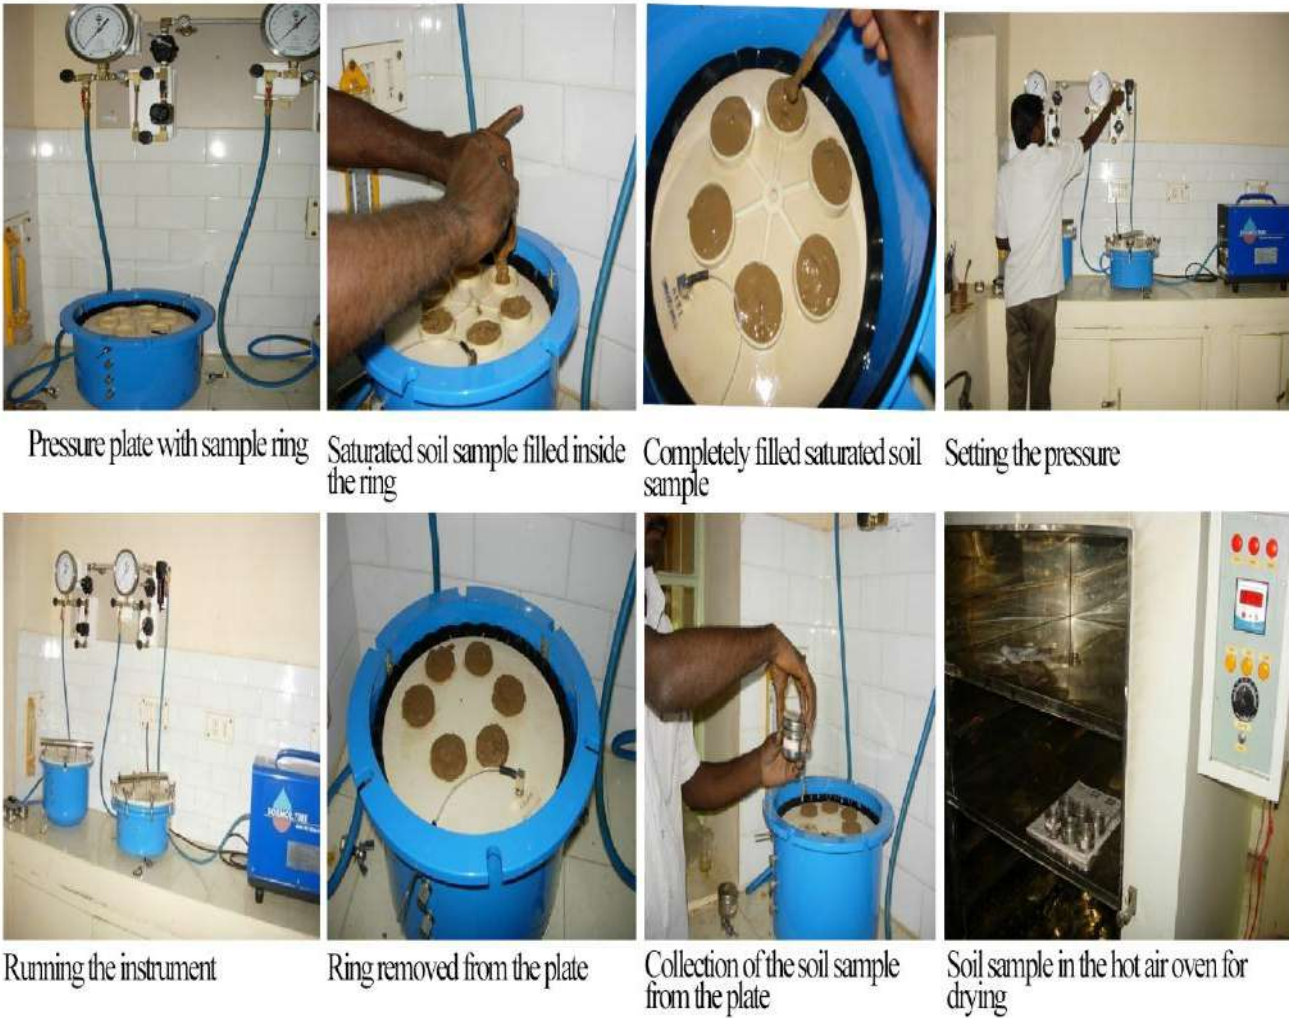 Pressure plate with sample ring
Saturated soil sample filled inside
the ring
Completely filled saturated soil
sample
Setting the pressure
Running the instrument
Ring removed from the plate
Collection of the soil sample
from the plate
Soil sample in the hot air oven for
drying